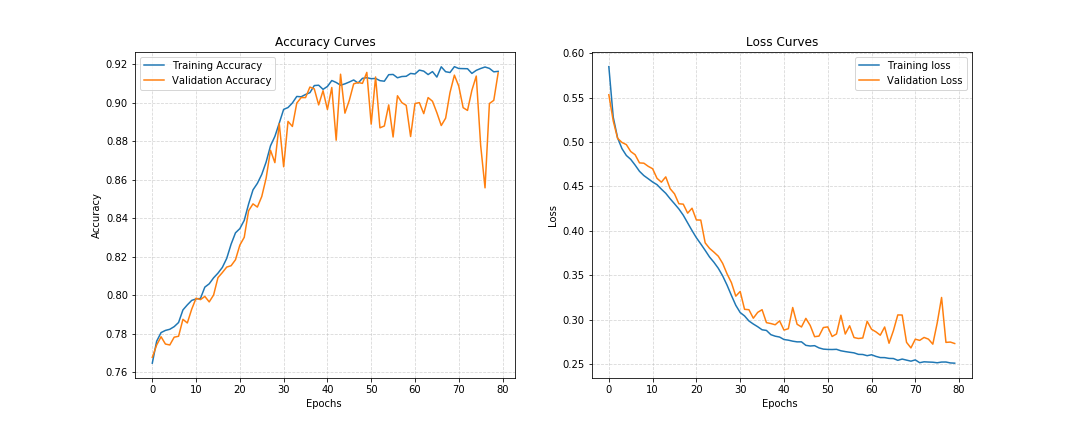 Accuracy Curves
Training Accuracy
Validation Accuracy
0.92
0.90
0.88
0.86
0.84
0.82
0.80
0.78
0.76
Accuracy
0 10 20 30 40 50 60 70 80
Epochs
Loss Curves
Training loss
Validation Loss
0.60
0.55
0.50
0.45
0.40
0.35
0.30
0.25
Loss
0 10 20 30 40 50 60 70 80
Epochs